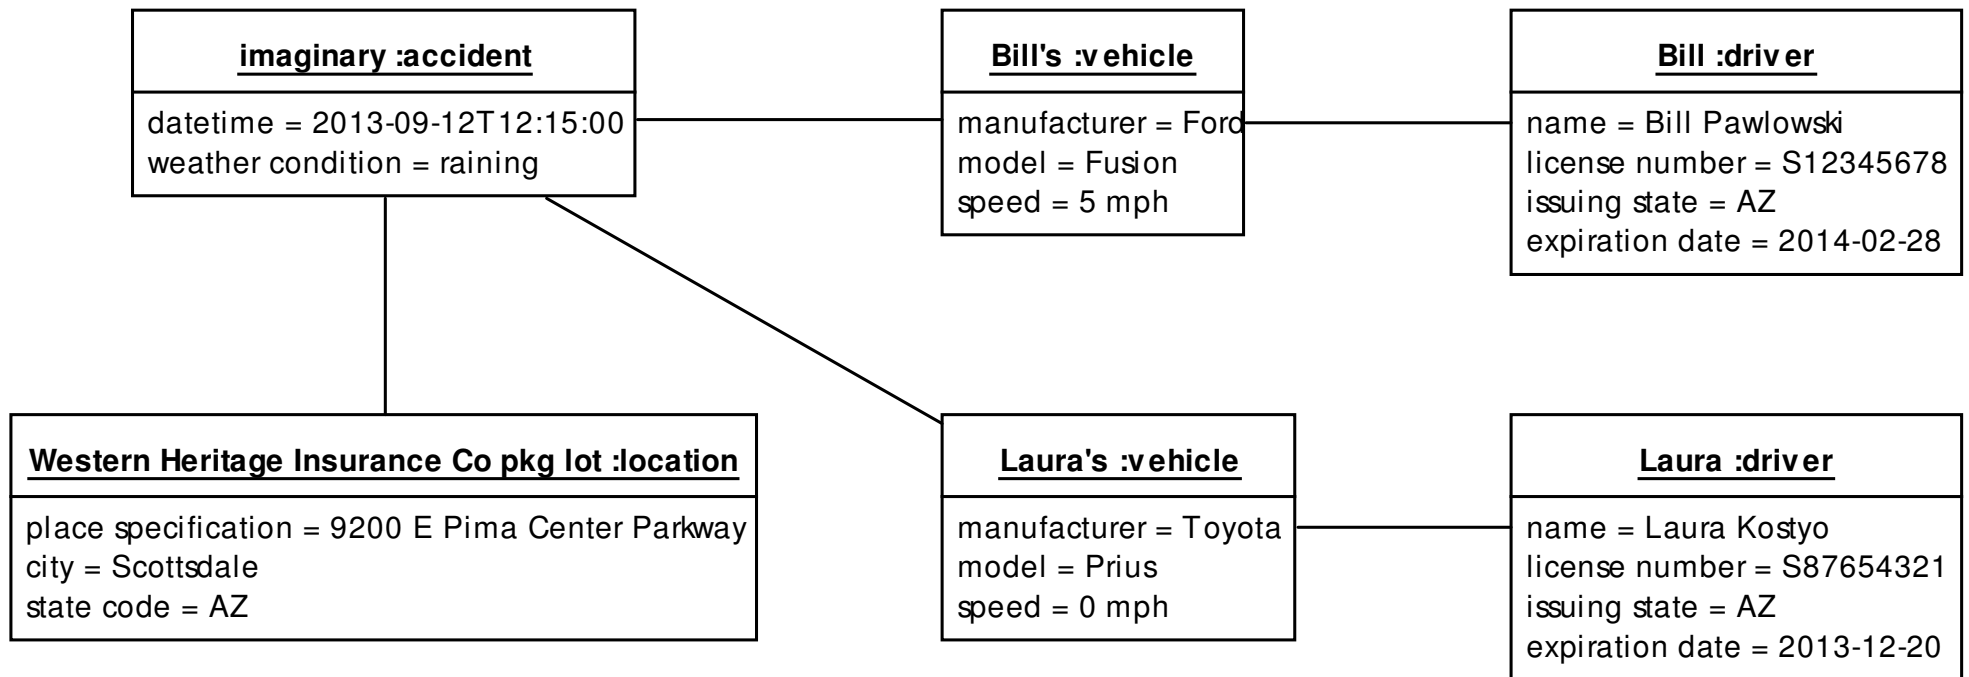 imaginary :accident
datetime = 2013-09-12T12:15:00
weather condition = raining
Bill's :vehicle
manufacturer = Ford
model = Fusion
speed = 5 mph
Bill :driver
name = Bill Pawlowski
license number = S12345678
issuing state = AZ
expiration date = 2014-02-28
Western Heritage Insurance Co pkg lot :location
place specification = 9200 E Pima Center Parkway
city = Scottsdale
state code = AZ
Laura's :vehicle
manufacturer = Toyota
model = Prius
speed = 0 mph
Laura :driver
name = Laura Kostyo
license number = S87654321
issuing state = AZ
expiration date = 2013-12-20